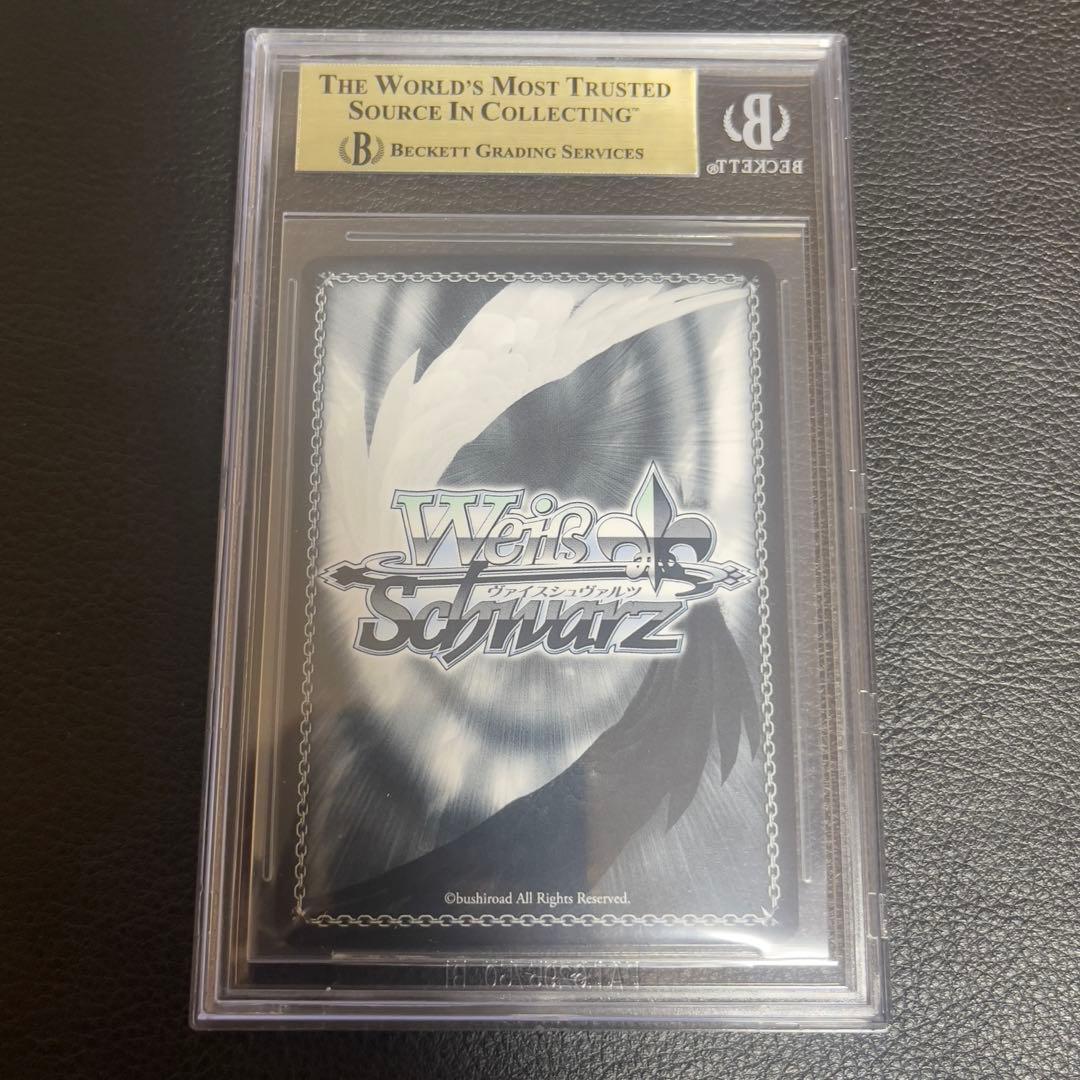 THE WORLD'S MOST TRUSTED
SOURCE IN COLLECTING™
B BECKETT GRADING SERVICES
B
BECKETT®
Weiß
ヴァイスシュヴァルツ
Schwarz
©bushiroad All Rights Reserved.